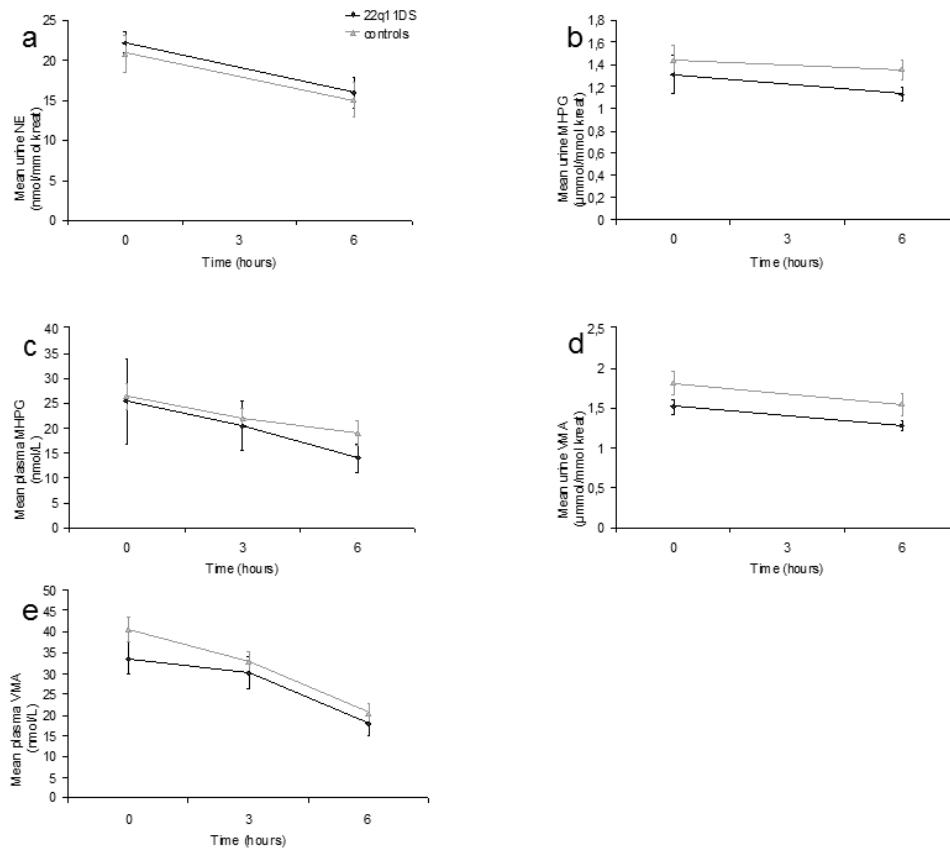 a
22q11DS
controls
25
20
15
10
5
0
Mean urine NE
(nmol/mmol kreat)
0 3 6
Time (hours)
b
1,8
1,6
1,4
1,2
1
0,8
0,6
0,4
0,2
0
Mean urine MHPG
(µmmol/mmol kreat)
0 3 6
Time (hours)
c
40
35
30
25
20
15
10
5
0
Mean plasma MHPG
(nmol/L)
0 3 6
Time (hours)
d
2,5
2
1,5
1
0,5
0
Mean urine VMA
(µmmol/mmol kreat)
0 3 6
Time (hours)
e
50
45
40
35
30
25
20
15
10
5
0
Mean plasma VMA
(nmol/L)
0 3 6
Time (hours)